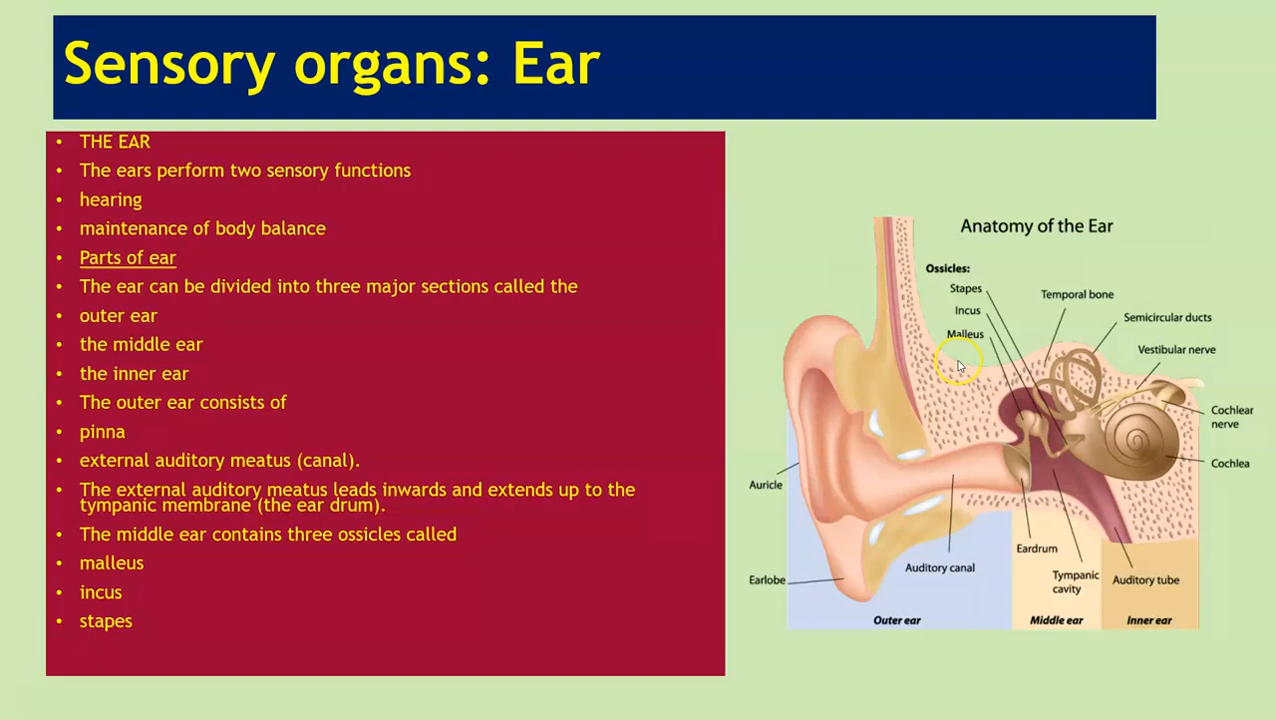 Sensory organs: Ear
• THE EAR
• The ears perform two sensory functions
• hearing
• maintenance of body balance
• Parts of ear
• The ear can be divided into three major sections called the
• outer ear
• the middle ear
• the inner ear
• The outer ear consists of
• pinna
• external auditory meatus (canal).
• The external auditory meatus leads inwards and extends up to the
tympanic membrane (the ear drum).
• The middle ear contains three ossicles called
• malleus
• incus
• stapes
Anatomy of the Ear
Ossicles:
Stapes
Incus
Malleus
Temporal bone
Semicircular ducts
Vestibular nerve
Cochlear
nerve
Cochlea
Auricle
Earlobe
Auditory canal
Eardrum
Tympanic
cavity
Auditory tube
Outer ear
Middle ear
Inner ear